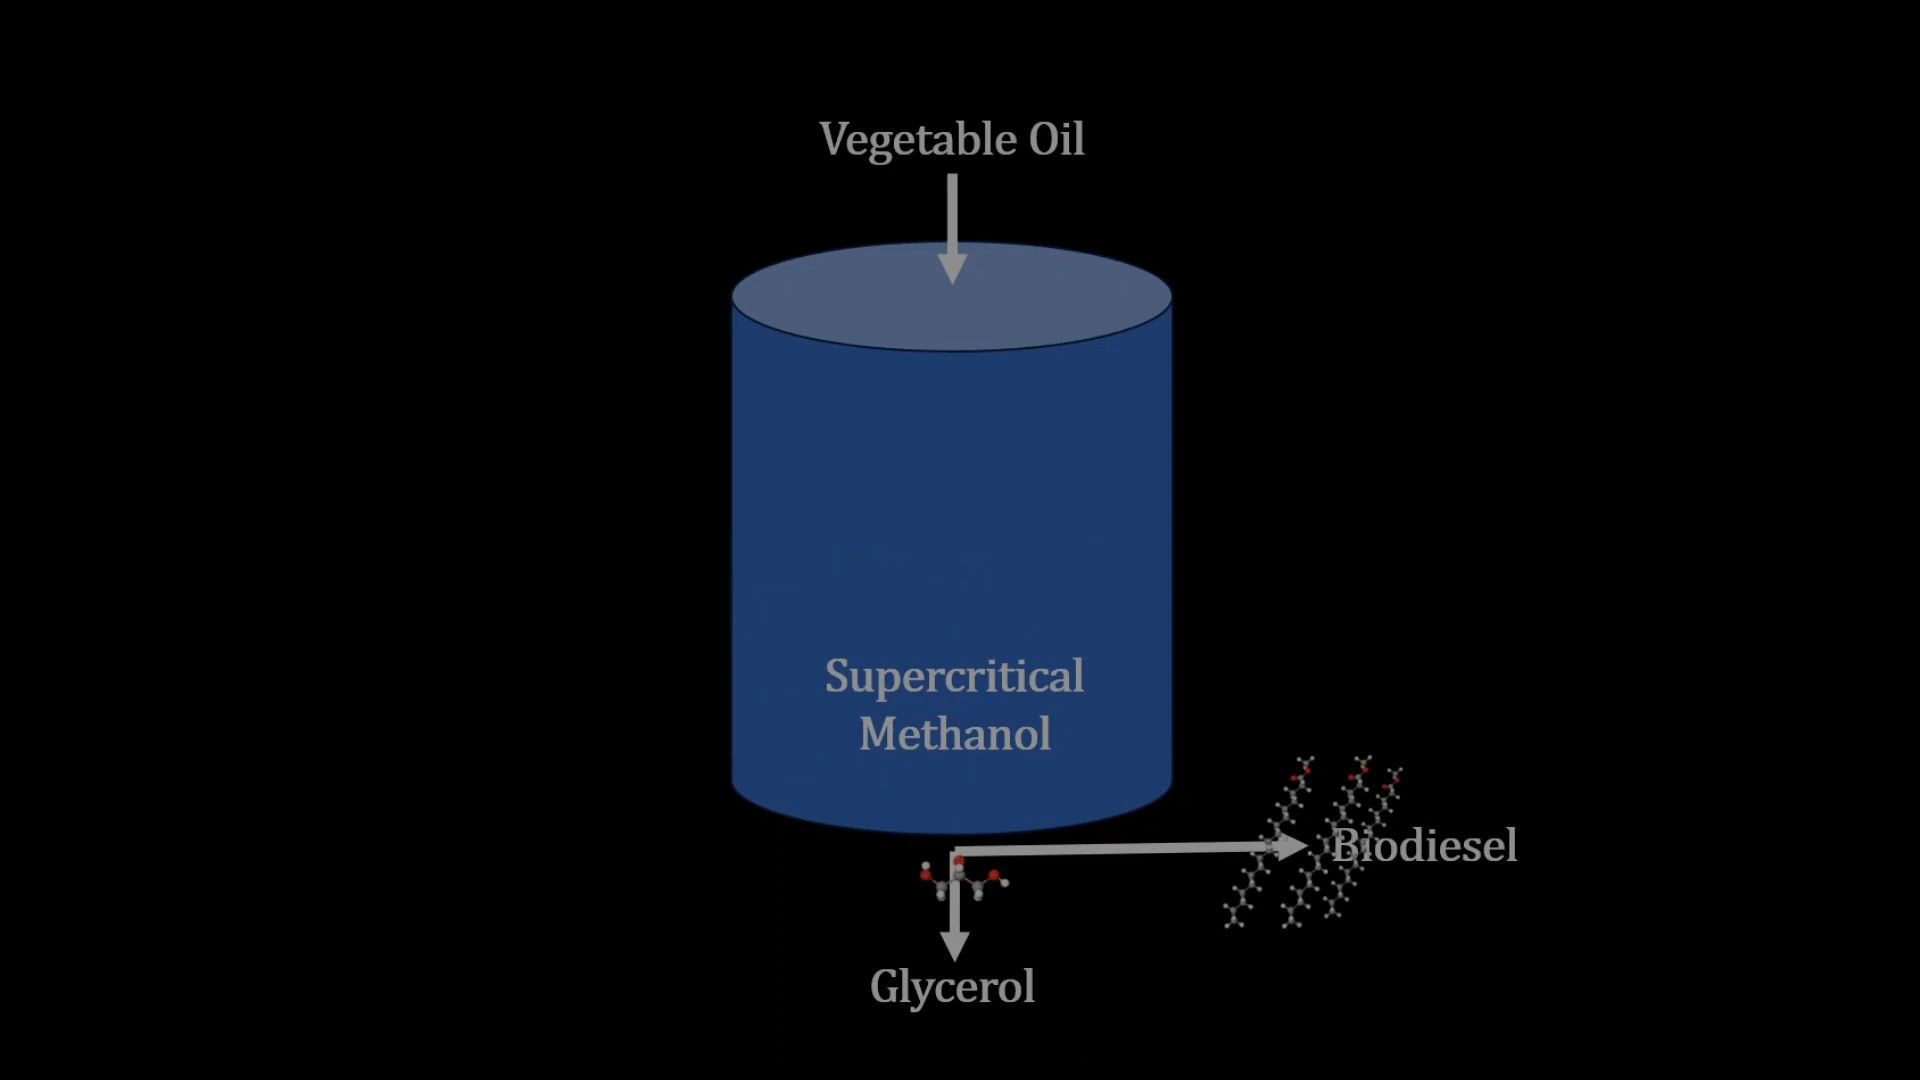 Vegetable Oil
Supercritical
Methanol
Biodiesel
Glycerol